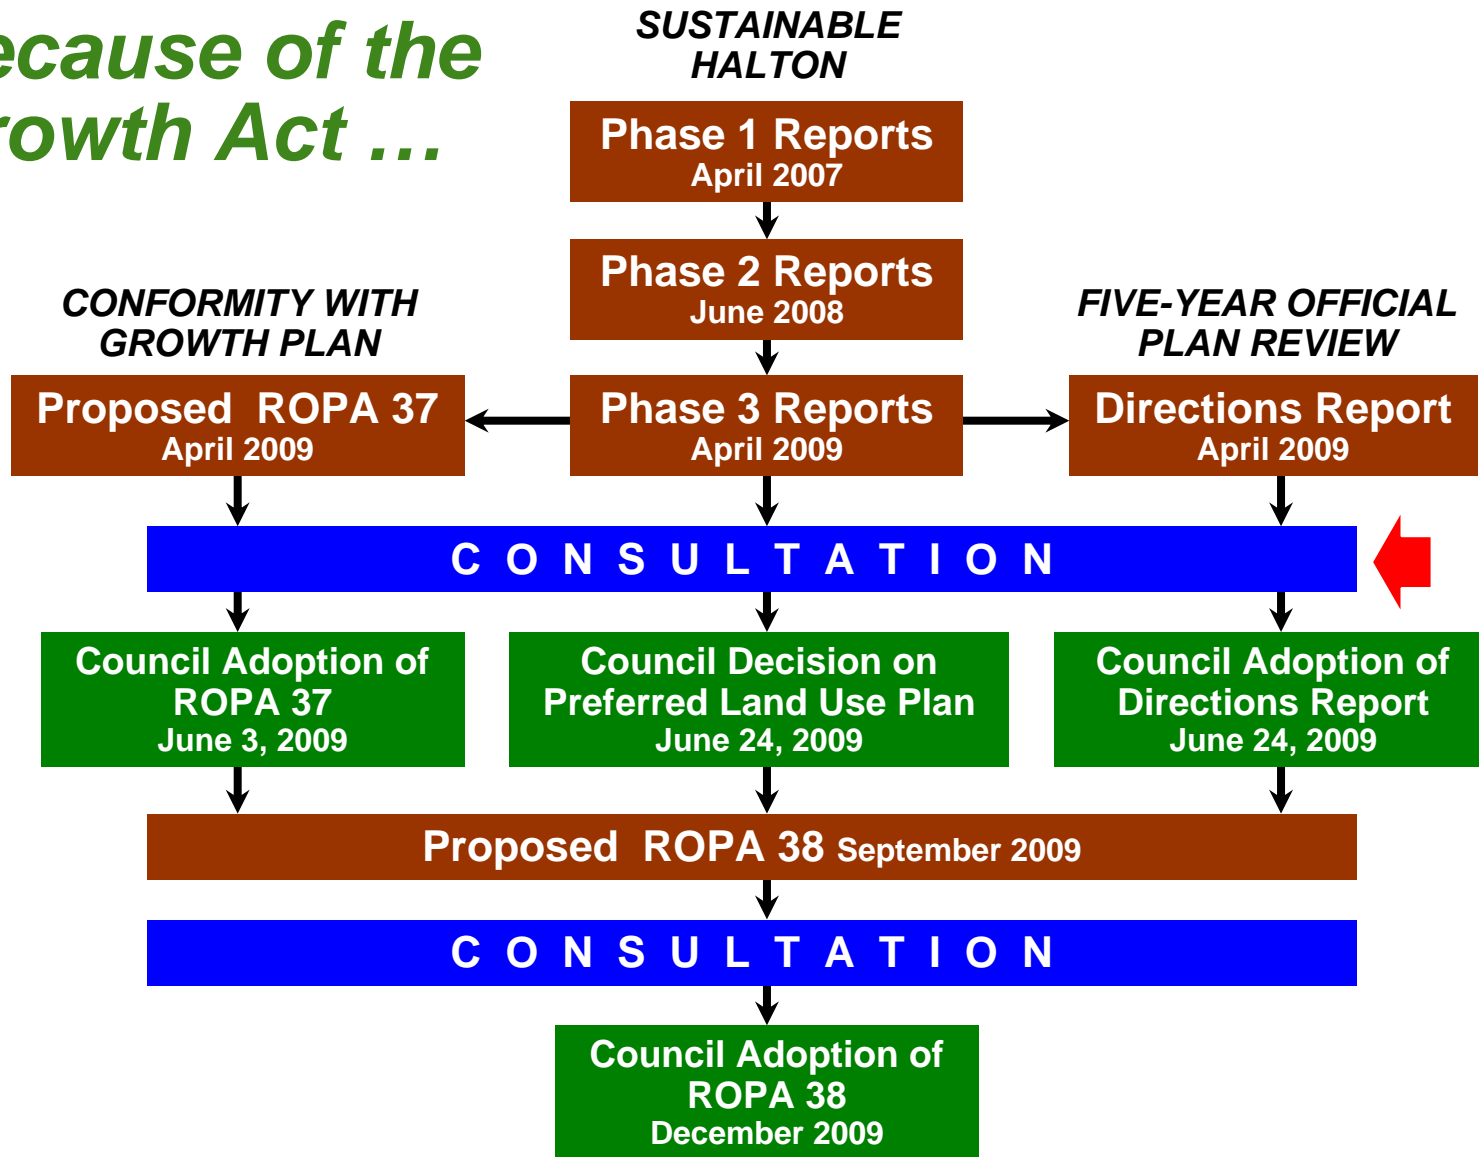 ecause of the
rowth Act …
SUSTAINABLE
HALTON
Phase 1 Reports
April 2007
Phase 2 Reports
June 2008
CONFORMITY WITH
GROWTH PLAN
FIVE-YEAR OFFICIAL
PLAN REVIEW
Proposed ROPA 37
April 2009
Phase 3 Reports
April 2009
Directions Report
April 2009
C O N S U L T A T I O N
Council Adoption of
ROPA 37
June 3, 2009
Council Decision on
Preferred Land Use Plan
June 24, 2009
Council Adoption of
Directions Report
June 24, 2009
Proposed ROPA 38 September 2009
C O N S U L T A T I O N
Council Adoption of
ROPA 38
December 2009